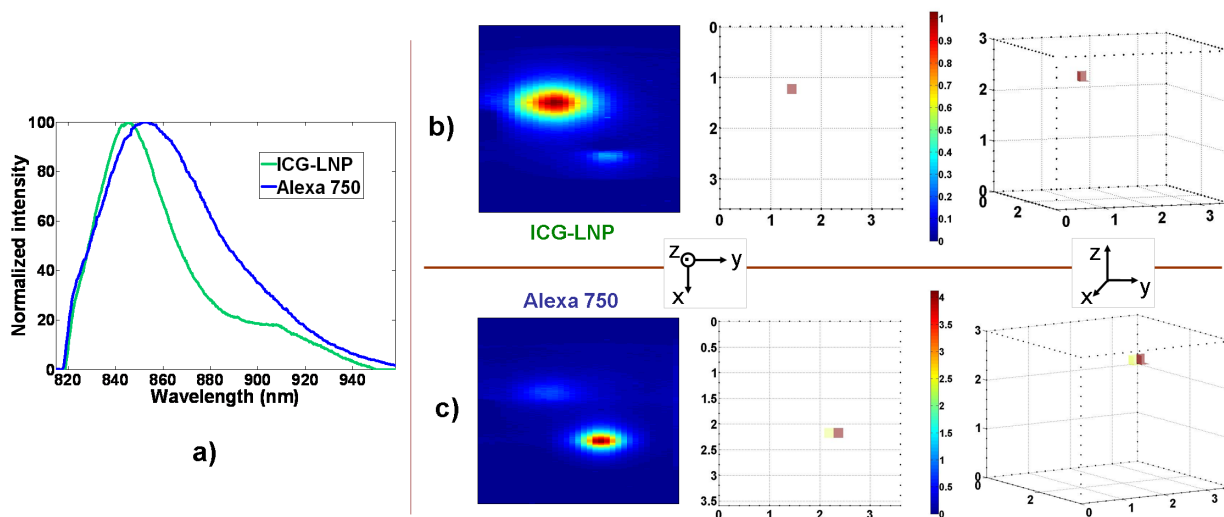 100
80
60
40
20
0
Normalized intensity
820 840 860 880 900 920 940
Wavelength (nm)
ICG-LNP
Alexa 750
a)
b)
ICG-LNP
0
1
2
3
0 1 2 3
1
0.9
0.8
0.7
0.6
0.5
0.4
0.3
0.2
0.1
0
3
2
1
0
2
0
0 1 2 3
z y
x
z
x y
Alexa 750
c)
0
0.5
1
1.5
2
2.5
3
3.5
0 1 2 3
4
3.5
3
2.5
2
1.5
1
0.5
0
3
2
1
0
0
2
0 1 2 3